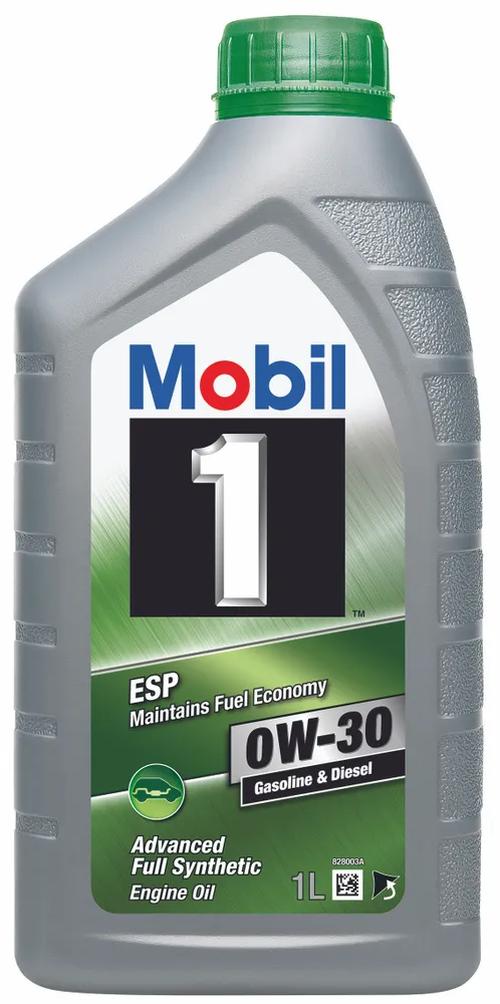 Mobil
1
TM
ESP
Maintains Fuel Economy
0W-30
Gasoline & Diesel
Advanced
Full Synthetic
Engine Oil
828003A
1L